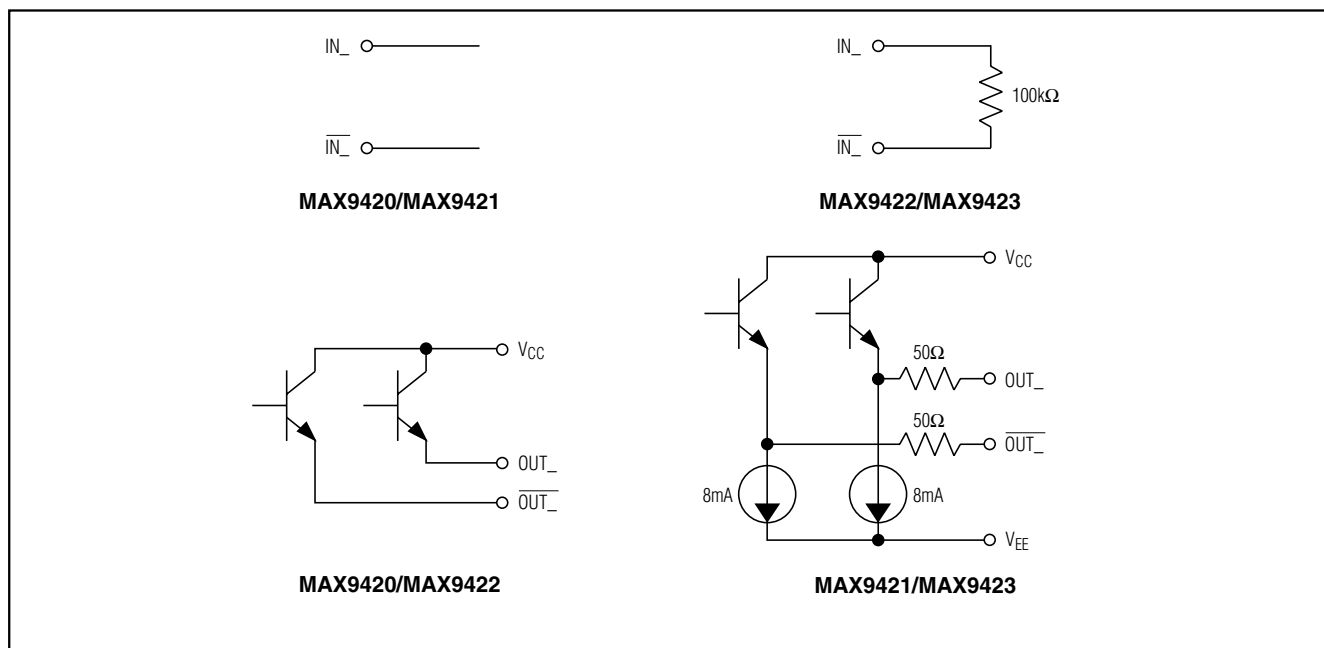 IN_
IN_
100kΩ
IN_
IN_
MAX9420/MAX9421
MAX9422/MAX9423
VCC
OUT_
OUT_
MAX9420/MAX9422
VCC
50Ω
OUT_
50Ω
OUT_
8mA
8mA
VEE
MAX9421/MAX9423